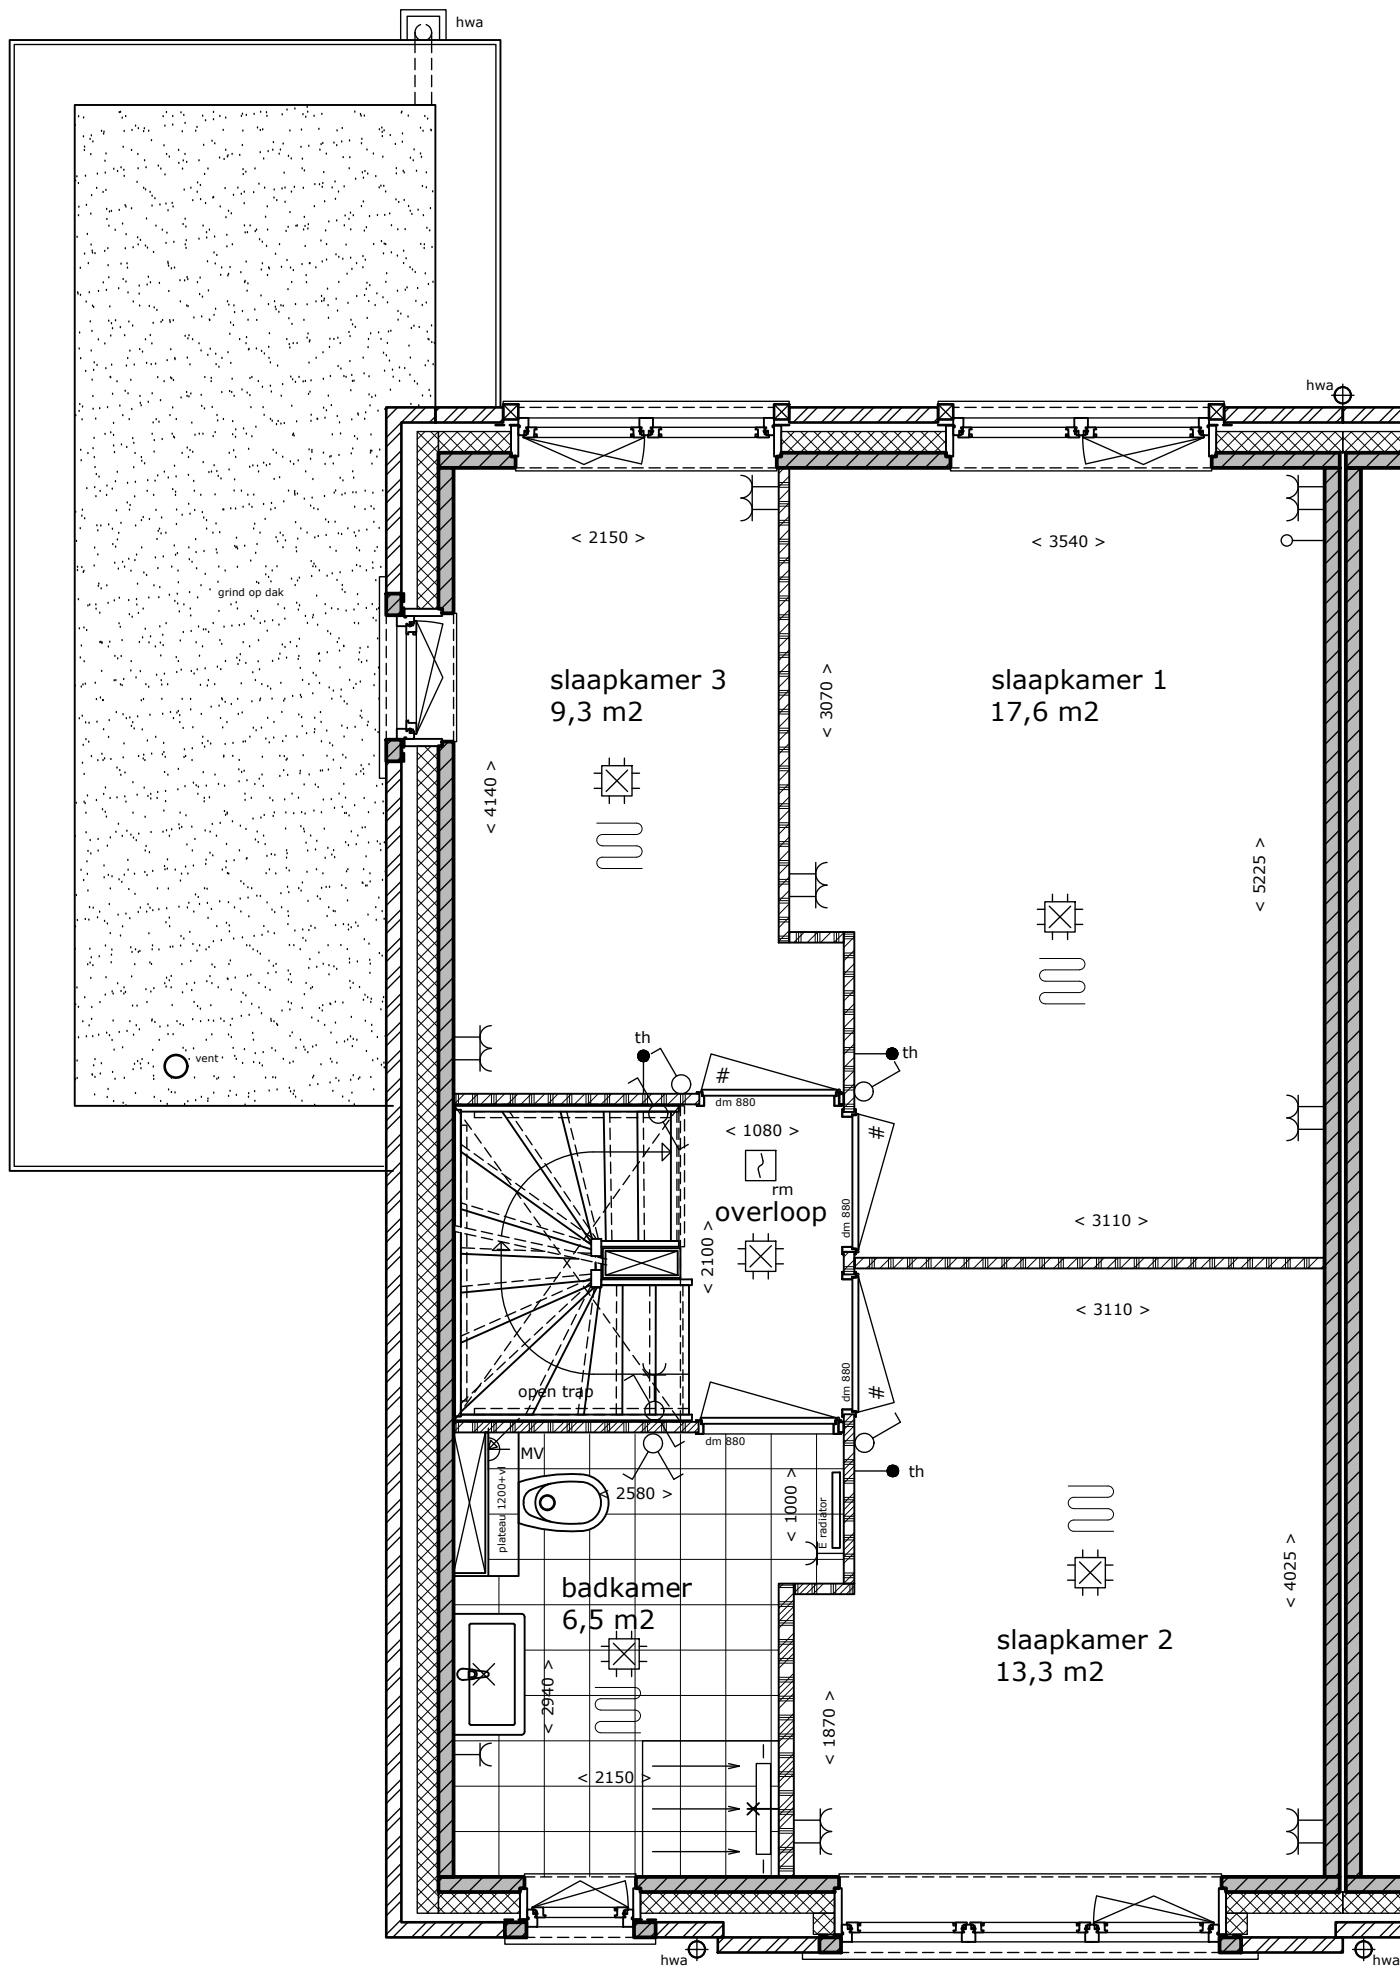 hwa
hwa
< 2150 >
< 3540 >
grind op dak
slaapkamer 3
9,3 m2
< 3070 >
slaapkamer 1
17,6 m2
< 4140 >
< 5225 >
vent
th
th
#
dm 880
< 1080 >
#
rm
overloop
dm 880
< 2100 >
< 3110 >
< 3110 >
dm 880
#
open trap
dm 880
MV
plateau 1200+vl
< 2580 >
< 1000 >
E radiator
th
badkamer
6,5 m2
< 4025 >
slaapkamer 2
13,3 m2
< 2940 >
< 1870 >
< 2150 >
hwa
hwa